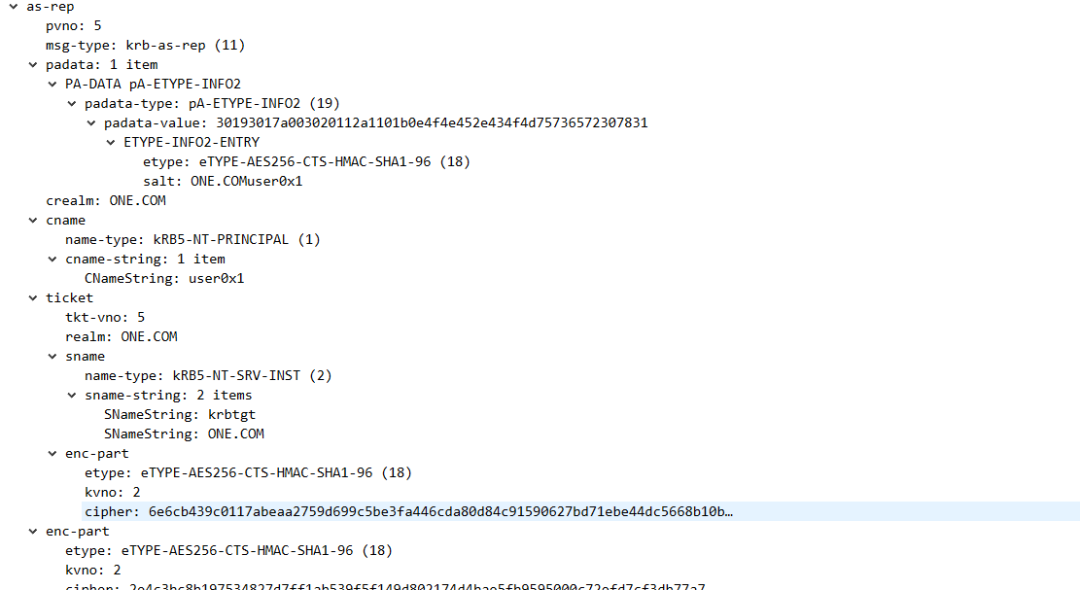 as-rep
pvno: 5
msg-type: krb-as-rep (11)
padata: 1 item
PA-DATA pA-ETYPE-INFO2
padata-type: pA-ETYPE-INFO2 (19)
padata-value: 30193017a003020112a1101b0e4f4e452e434f4d75736572307831
ETYPE-INFO2-ENTRY
etype: eTYPE-AES256-CTS-HMAC-SHA1-96 (18)
salt: ONE.COMuser0x1
crealm: ONE.COM
cname
name-type: kRB5-NT-PRINCIPAL (1)
cname-string: 1 item
CNameString: user0x1
ticket
tkt-vno: 5
realm: ONE.COM
sname
name-type: kRB5-NT-SRV-INST (2)
sname-string: 2 items
SNameString: krbtgt
SNameString: ONE.COM
enc-part
etype: eTYPE-AES256-CTS-HMAC-SHA1-96 (18)
kvno: 2
cipher: 6e6cb439c0117abeaa2759d699c5be3fa446cda80d84c91590627bd71ebe44dc5668b10b…
enc-part
etype: eTYPE-AES256-CTS-HMAC-SHA1-96 (18)
kvno: 2
cipher: